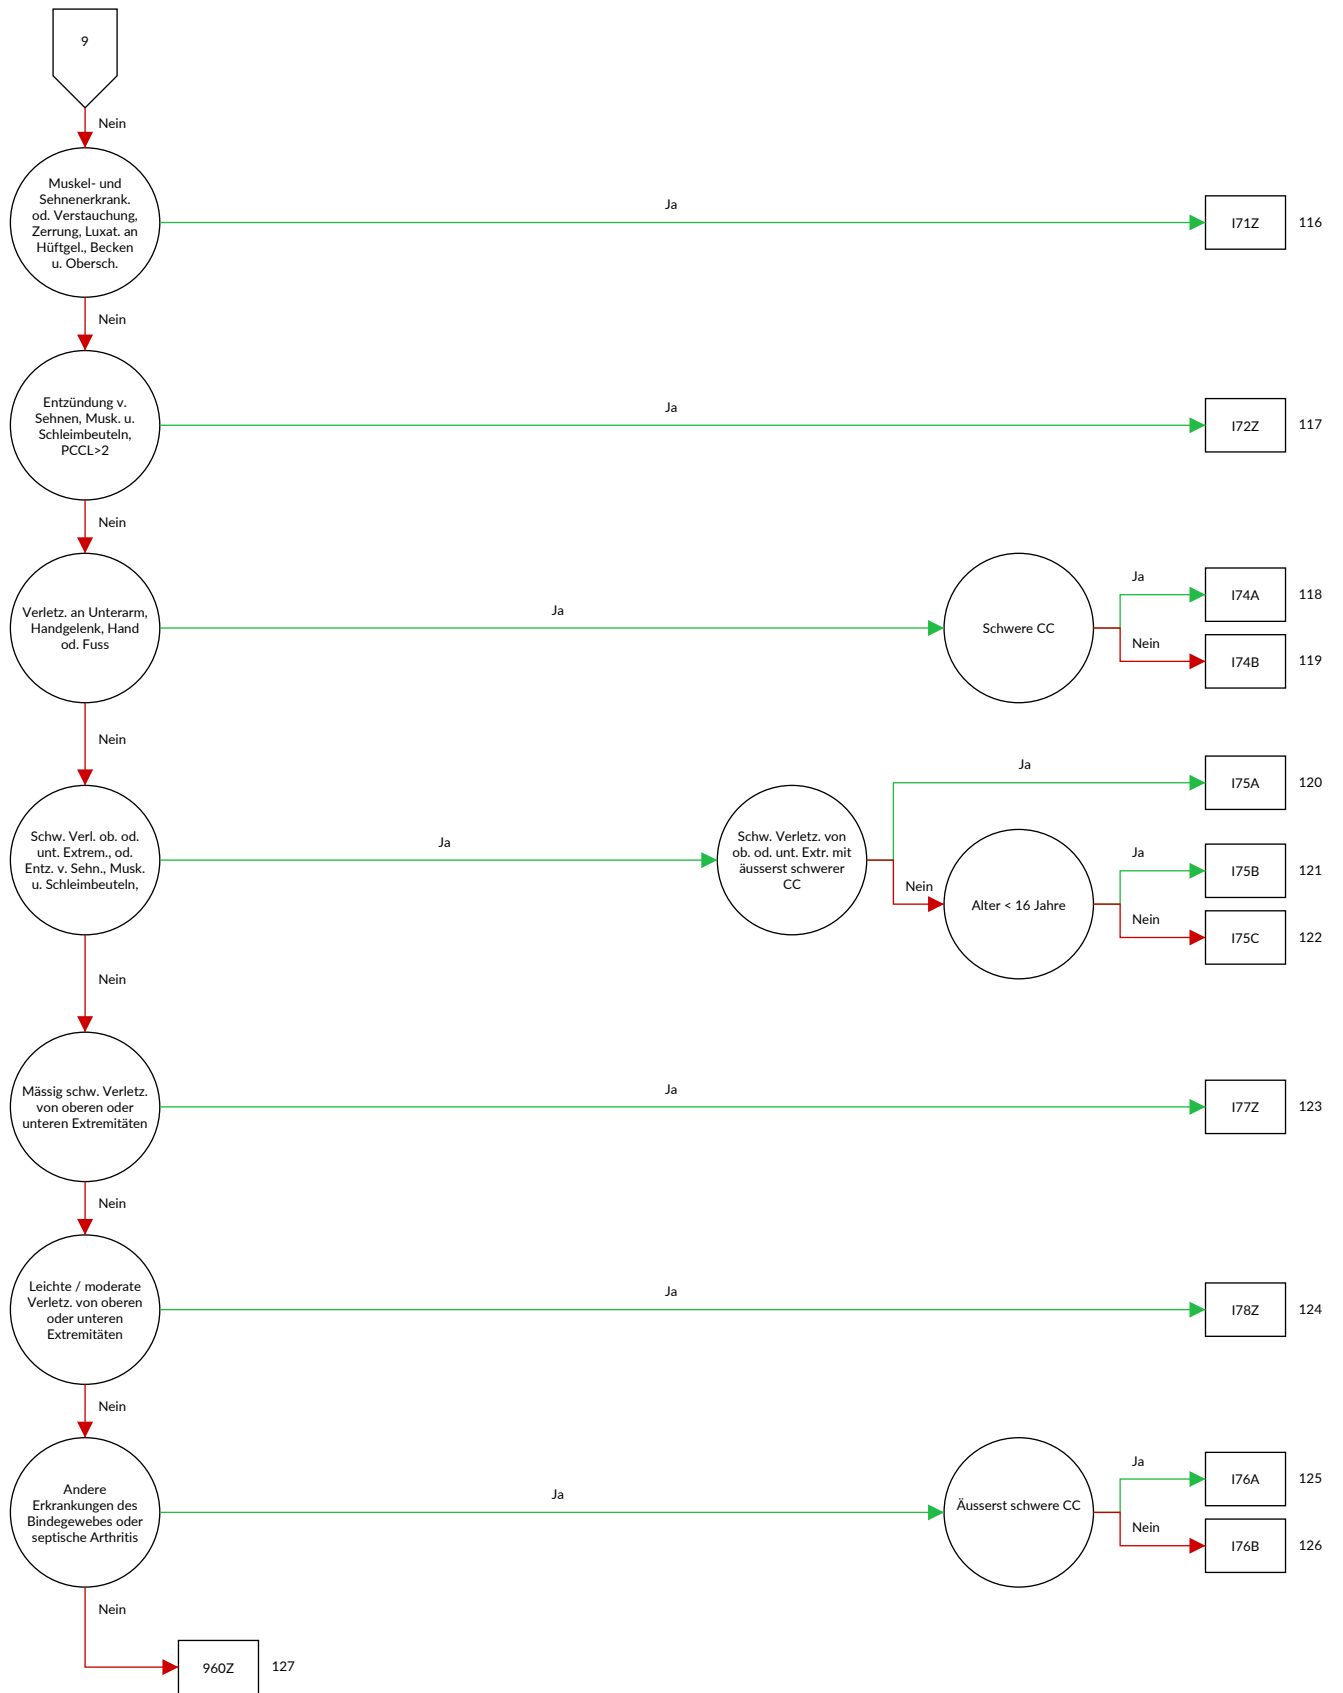 9
Nein
Muskel- und
Sehnenerkrank.
od. Verstauchung,
Zerrung, Luxat. an
Hüftgel., Becken
u. Obersch.
Ja
I71Z
116
Nein
Entzündung v.
Sehnen, Musk. u.
Schleimbeuteln,
PCCL>2
Ja
I72Z
117
Nein
Verletz. an Unterarm,
Handgelenk, Hand
od. Fuss
Ja
Schwere CC
Ja
I74A
118
Nein
I74B
119
Nein
Schw. Verl. ob. od.
unt. Extrem., od.
Entz. v. Sehn., Musk.
u. Schleimbeuteln,
Ja
Schw. Verletz. von
ob. od. unt. Extr. mit
äusserst schwerer
CC
Ja
I75A
120
Nein
Alter < 16 Jahre
Ja
I75B
121
Nein
I75C
122
Nein
Mässig schw. Verletz.
von oberen oder
unteren Extremitäten
Ja
I77Z
123
Nein
Leichte / moderate
Verletz. von oberen
oder unteren
Extremitäten
Ja
I78Z
124
Nein
Andere
Erkrankungen des
Bindegewebes oder
septische Arthritis
Ja
Äusserst schwere CC
Ja
I76A
125
Nein
I76B
126
Nein
960Z
127